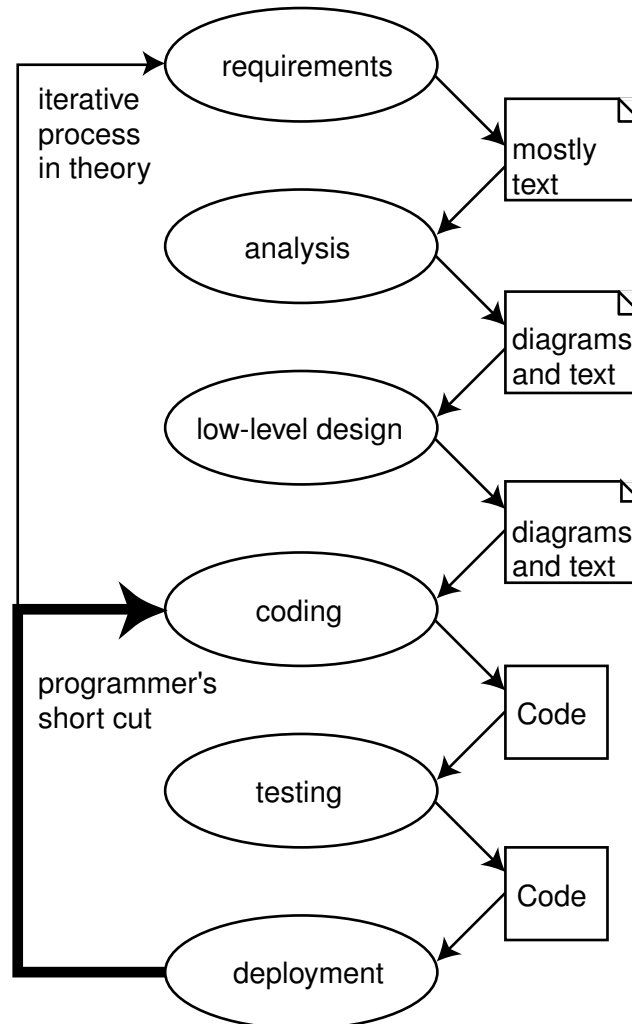 requirements
iterative
process
in theory
mostly
text
analysis
diagrams
and text
low-level design
diagrams
and text
coding
programmer's
short cut
Code
testing
Code
deployment